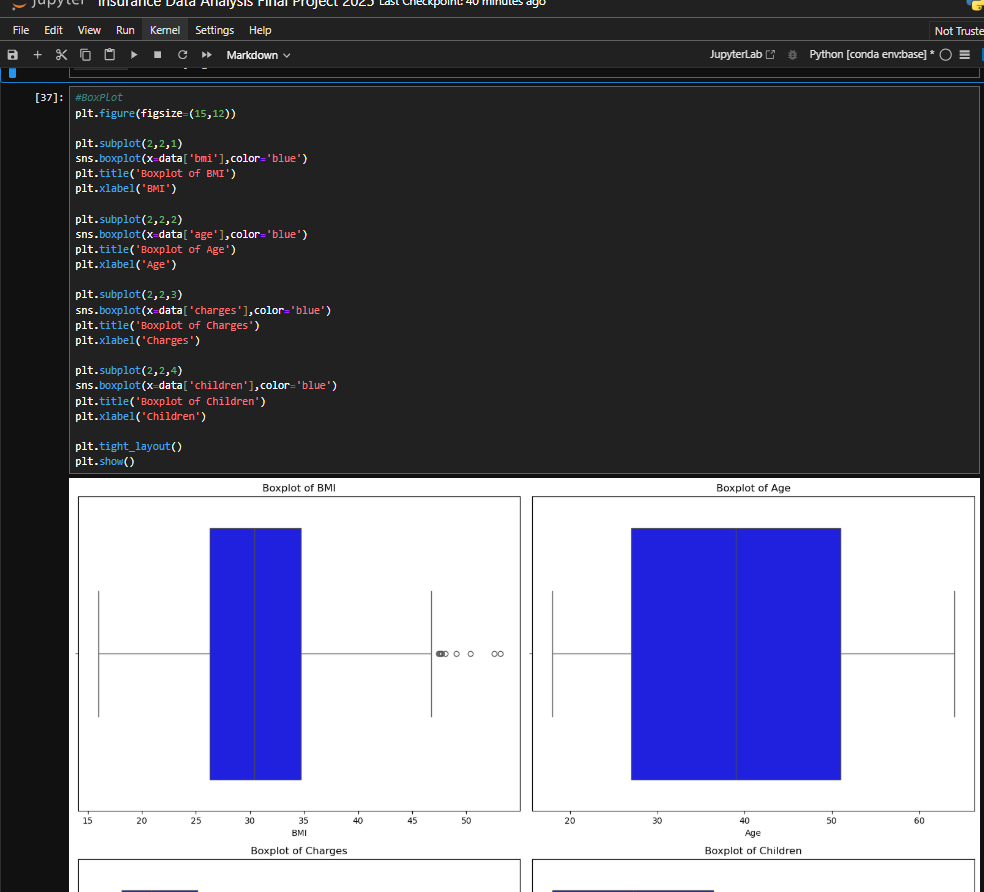 Jupyter Insurance Data Analysis Final Project 2025 Last Checkpoint: 40 minutes ago
File Edit View Run Kernel Settings Help Not Truste
Markdown JupyterLab Python [conda env:base] *
[37]: #BoxPlot
plt.figure(figsize=(15,12))
plt.subplot(2,2,1)
sns.boxplot(x=data['bmi'],color='blue')
plt.title('Boxplot of BMI')
plt.xlabel('BMI')
plt.subplot(2,2,2)
sns.boxplot(x=data['age'],color='blue')
plt.title('Boxplot of Age')
plt.xlabel('Age')
plt.subplot(2,2,3)
sns.boxplot(x=data['charges'],color='blue')
plt.title('Boxplot of Charges')
plt.xlabel('Charges')
plt.subplot(2,2,4)
sns.boxplot(x=data['children'],color='blue')
plt.title('Boxplot of Children')
plt.xlabel('Children')
plt.tight_layout()
plt.show()
Boxplot of BMI Boxplot of Age
15 20 25 30 35 40 45 50 20 30 40 50 60
BMI Age
Boxplot of Charges Boxplot of Children